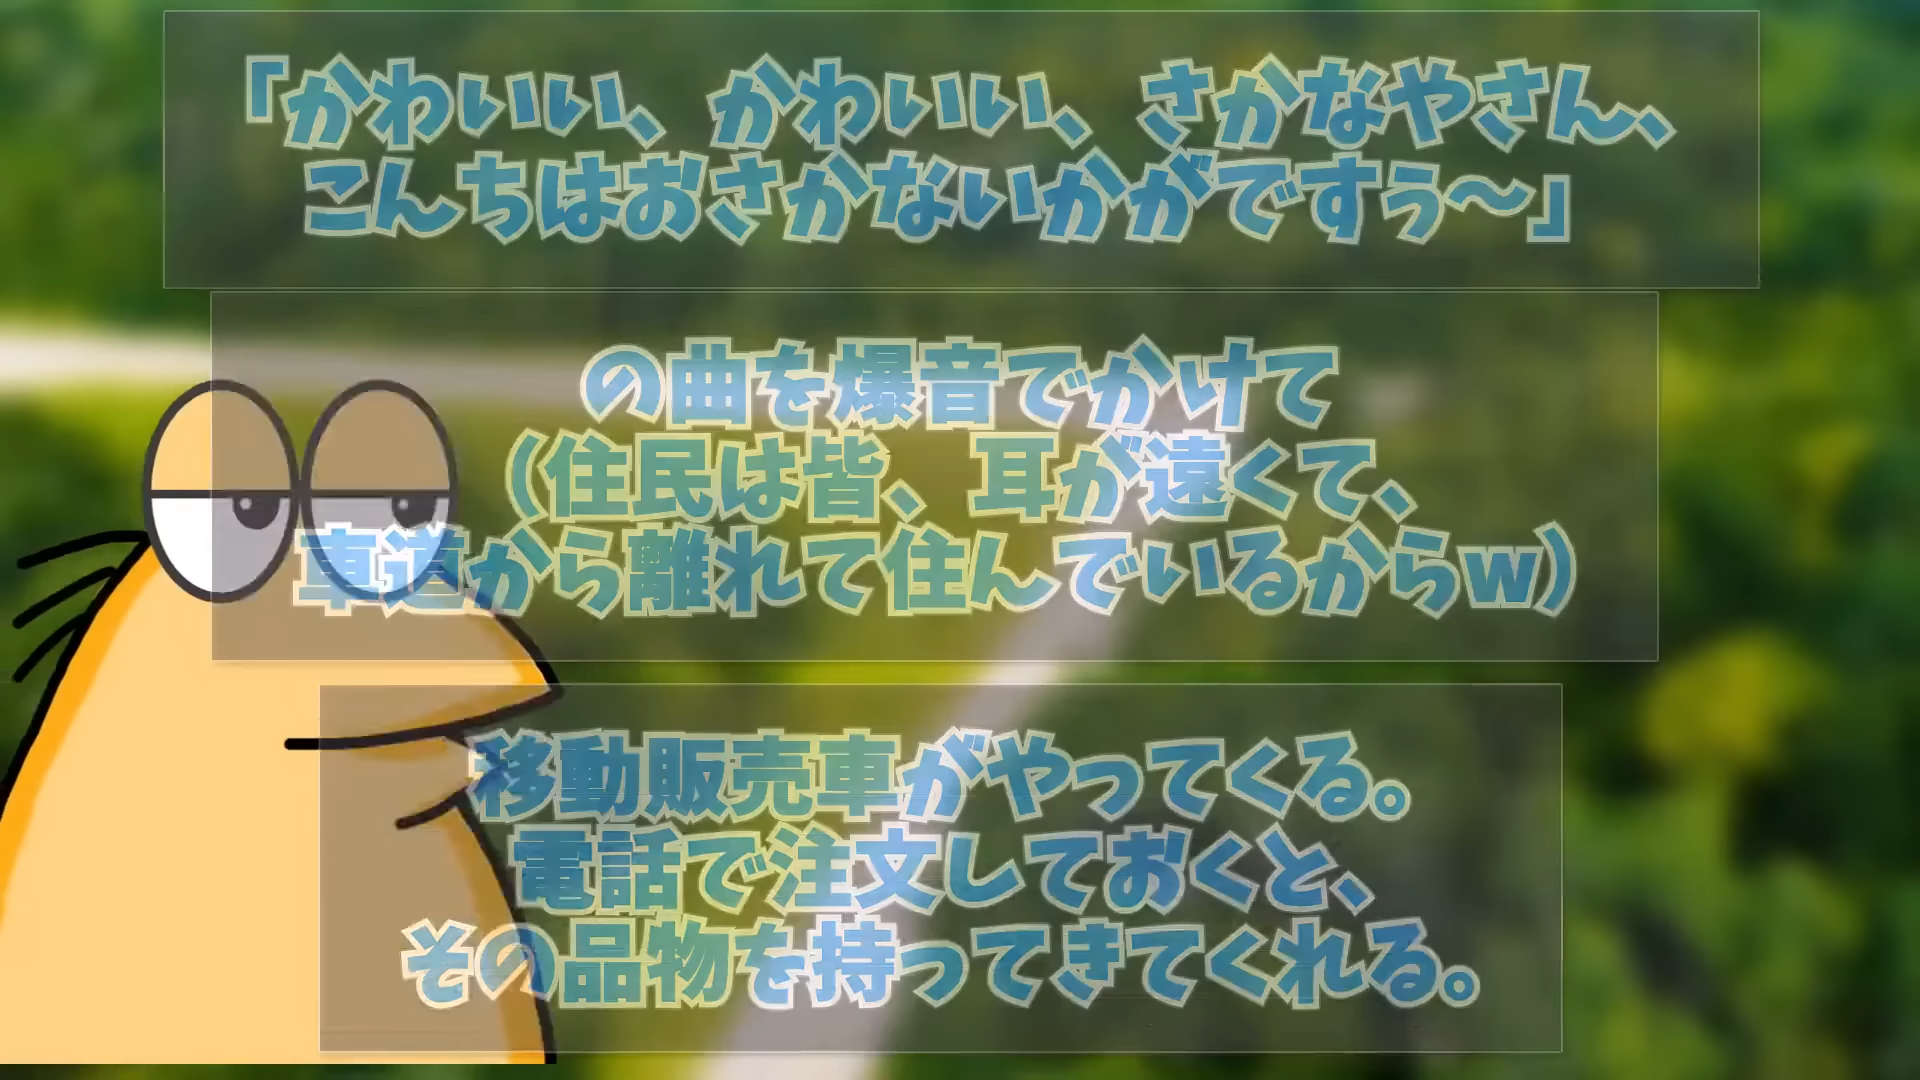 「かわいい、かわいい、さかなやさん、
こんちはおさかないかがですぅ～」
の曲を爆音でかけて
（住民は皆、耳が遠くて、
車道から離れて住んでいるからw）
移動販売車がやってくる。
電話で注文しておくと、
その品物を持ってきてくれる。